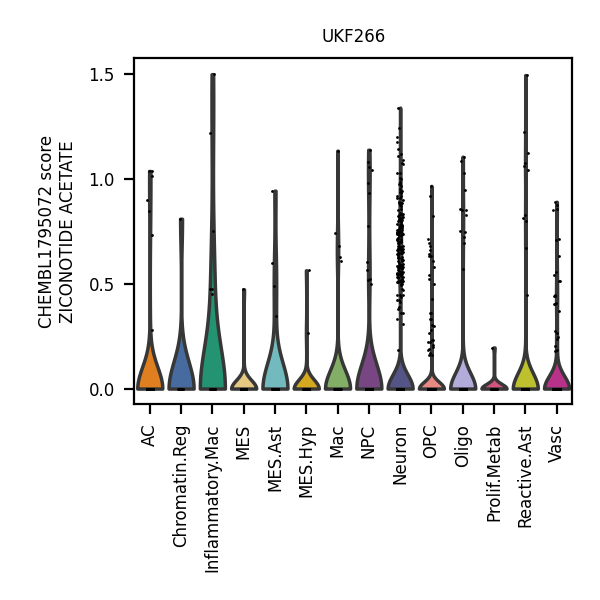 UKF266
CHEMBL1795072 score
ZICONOTIDE ACETATE
1.5
1.0
0.5
0.0
AC
Chromatin.Reg
Inflammatory.Mac
MES
MES.Ast
MES.Hyp
Mac
NPC
Neuron
OPC
Oligo
Prolif.Metab
Reactive.Ast
Vasc